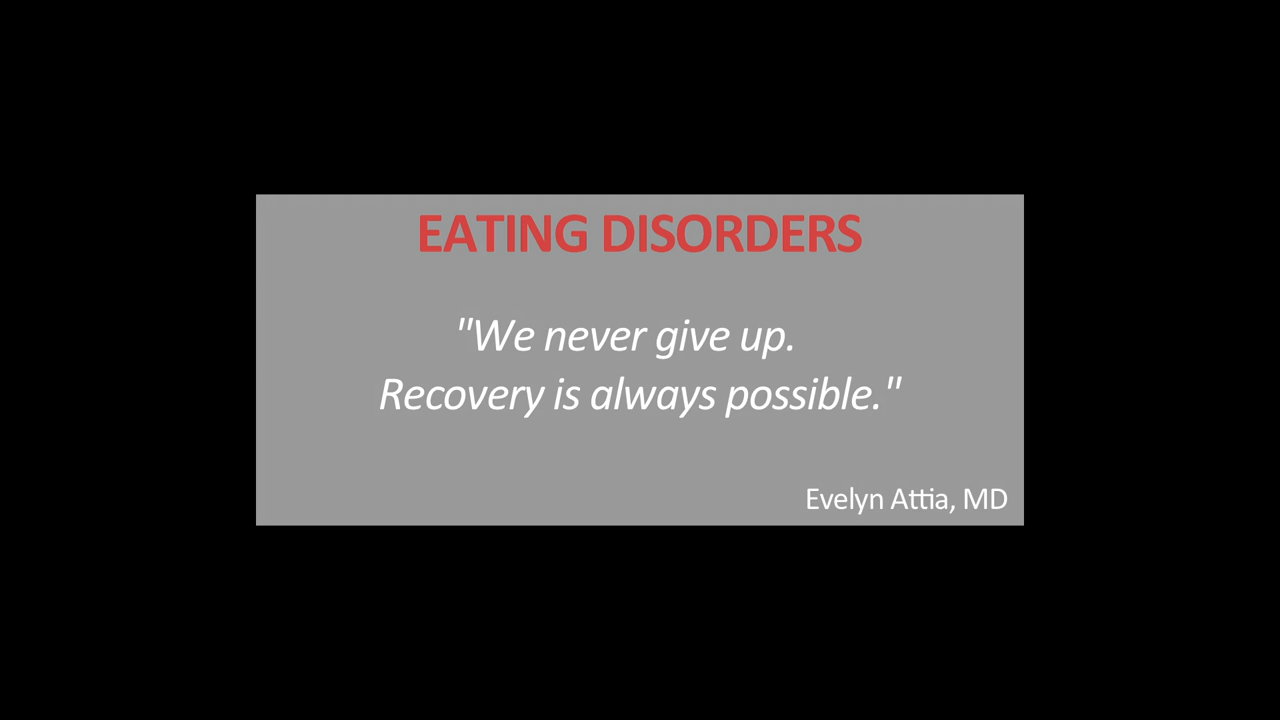 EATING DISORDERS
"We never give up.
Recovery is always possible."
Evelyn Attia, MD